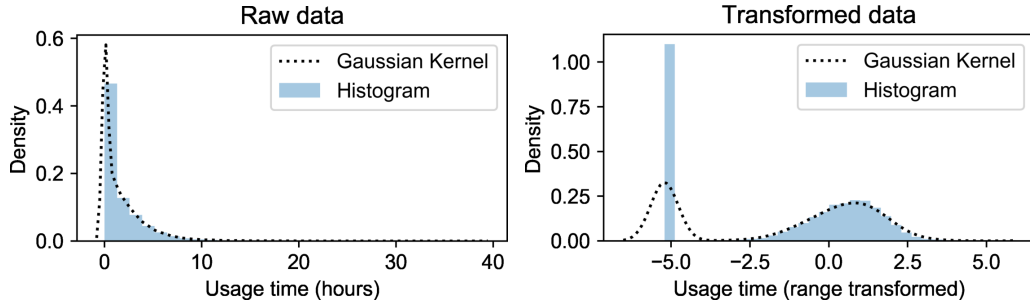 Raw data
0.6
0.4
0.2
0.0
Density
Gaussian Kernel
Histogram
0
10
20
30
40
Usage time (hours)
Transformed data
1.00
0.75
0.50
0.25
0.00
Density
Gaussian Kernel
Histogram
−5.0
−2.5
0.0
2.5
5.0
Usage time (range transformed)